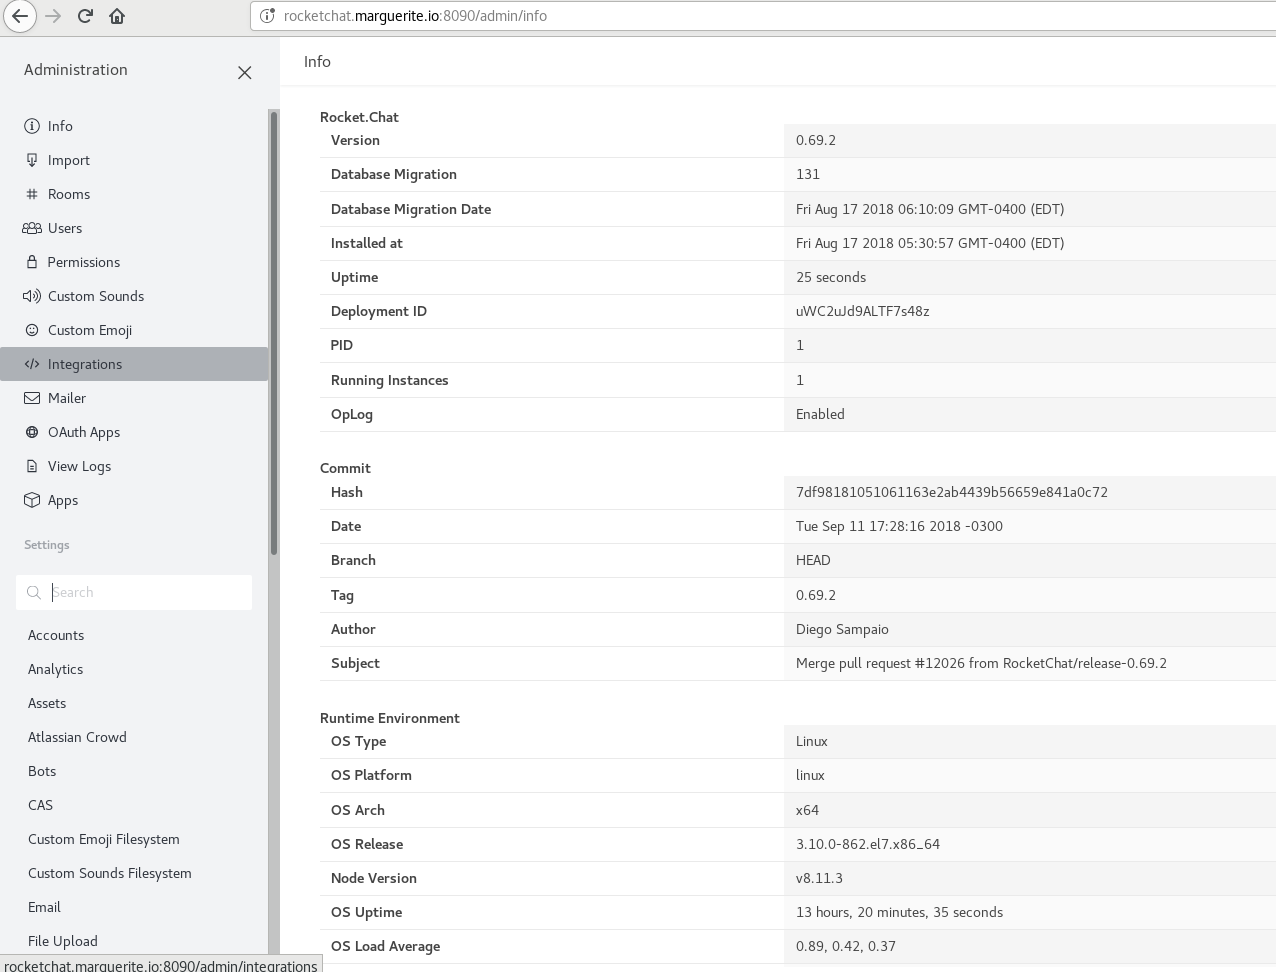 rocketchat.marguerite.io:8090/admin/info
Administration
Info
Import
Rooms
Users
Permissions
Custom Sounds
Custom Emoji
Integrations
Mailer
OAuth Apps
View Logs
Apps
Settings
Search
Accounts
Analytics
Assets
Atlassian Crowd
Bots
CAS
Custom Emoji Filesystem
Custom Sounds Filesystem
Email
File Upload
rocketchat.marguerite.io:8090/admin/integrations
Info
Rocket.Chat
Version 0.69.2
Database Migration 131
Database Migration Date Fri Aug 17 2018 06:10:09 GMT-0400 (EDT)
Installed at Fri Aug 17 2018 05:30:57 GMT-0400 (EDT)
Uptime 25 seconds
Deployment ID uWC2uJd9ALTF7s48z
PID 1
Running Instances 1
OpLog Enabled
Commit
Hash 7df98181051061163e2ab4439b56659e841a0c72
Date Tue Sep 11 17:28:16 2018 -0300
Branch HEAD
Tag 0.69.2
Author Diego Sampaio
Subject Merge pull request #12026 from RocketChat/release-0.69.2
Runtime Environment
OS Type Linux
OS Platform linux
OS Arch x64
OS Release 3.10.0-862.el7.x86_64
Node Version v8.11.3
OS Uptime 13 hours, 20 minutes, 35 seconds
OS Load Average 0.89, 0.42, 0.37